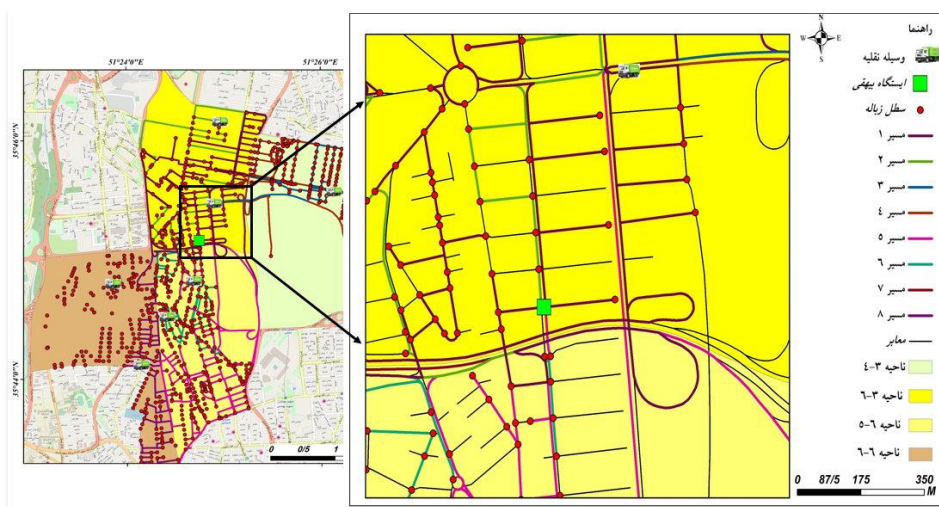 51°24'0"E
51°26'0"E
35°46'0"N
35°44'0"N
0
0/5
1
N
W
E
S
راهنما
وسیله نقلیه
ایستگاه بیهقی
سطل زباله
مسیر ۱
مسیر ۲
مسیر ۳
مسیر ٤
مسیر ٥
مسیر ٦
مسیر ۷
مسیر ۸
معابر
ناحیه ۳-٤
ناحیه ۳-٦
ناحیه ٦-٥
ناحیه ٦-٦
0
87/5
175
350
M